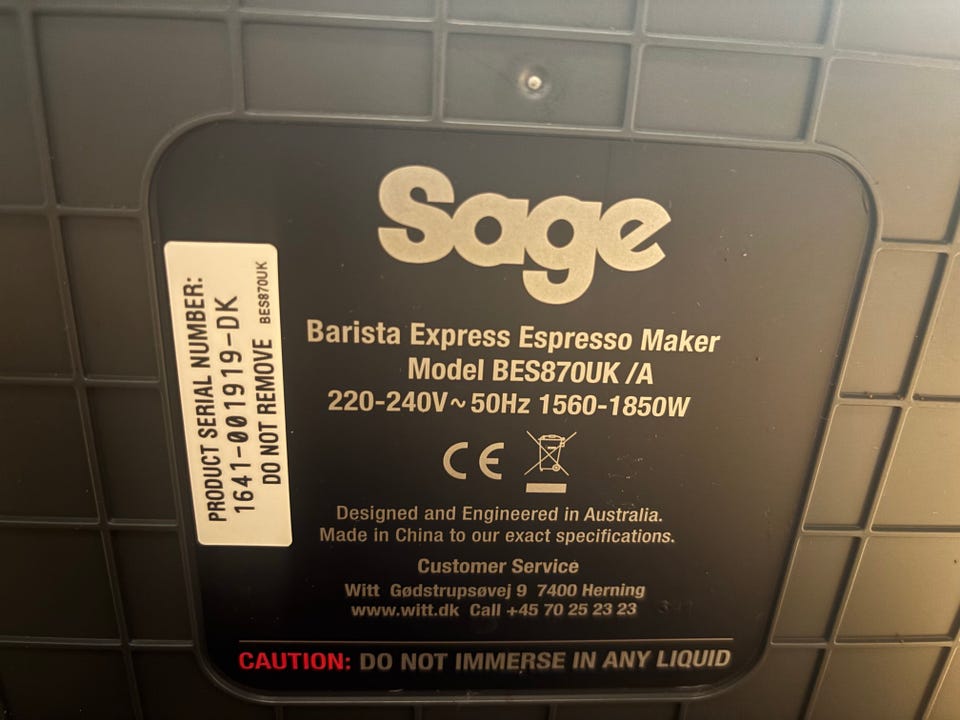 Sage
Barista Express Espresso Maker
Model BES870UK /A
220-240V~50Hz 1560-1850W
CE
Designed and Engineered in Australia.
Made in China to our exact specifications.
Customer Service
Witt Gødstrupsøvej 9 7400 Herning
www.witt.dk Call +45 70 25 23 23
CAUTION: DO NOT IMMERSE IN ANY LIQUID
PRODUCT SERIAL NUMBER:
1641-001919-DK
DO NOT REMOVE BES870UK